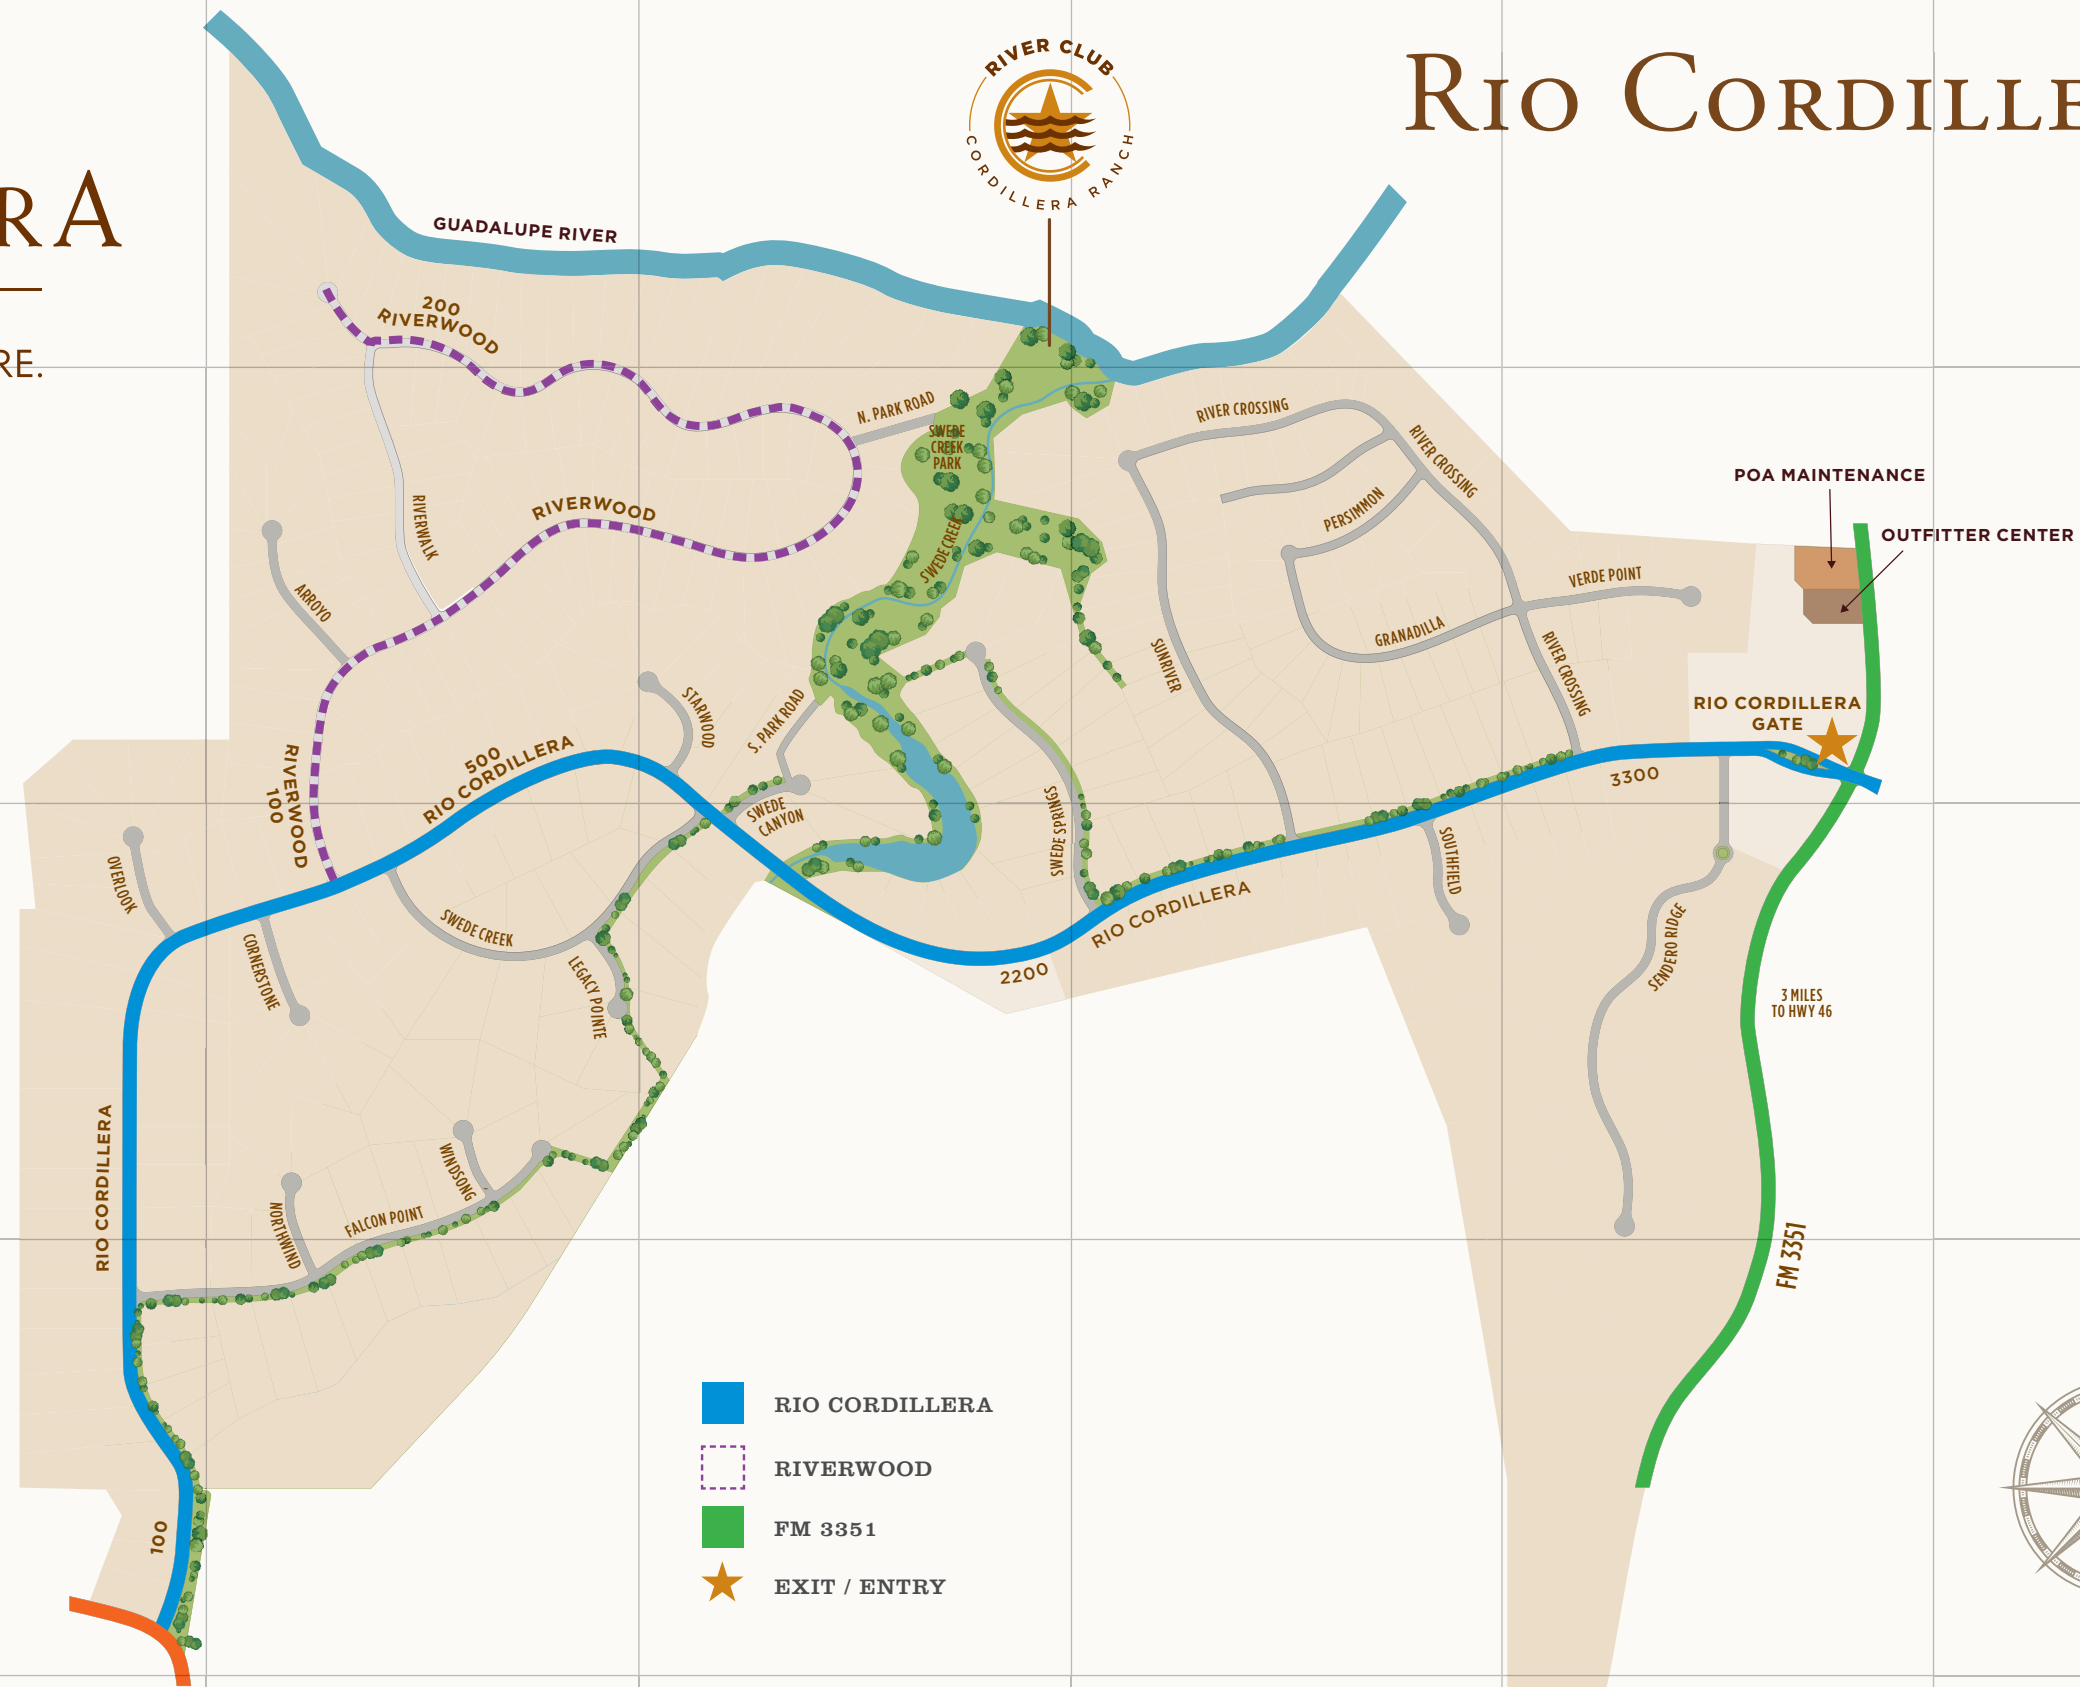 RIVER CLUB
CORDILLERA RANCH
RIO CORDILLE
RA
RE.
GUADALUPE RIVER
200
RIVERWOOD
N. PARK ROAD
SWEDE
CREEK
PARK
RIVER CROSSING
RIVER CROSSING
POA MAINTENANCE
OUTFITTER CENTER
RIVERWALK
RIVERWOOD
PERSIMMON
SWEDE CREEK
ARROYO
VERDE POINT
GRANADILLA
SUNRIVER
RIVER CROSSING
STARWOOD
S. PARK ROAD
RIO CORDILLERA
GATE
500
RIO CORDILLERA
RIVERWOOD
100
SWEDE
CANYON
SWEDE SPRINGS
3300
SOUTHFIELD
OVERLOOK
SWEDE CREEK
CORNERSTONE
LEGACY POINTE
RIO CORDILLERA
2200
SENDERO RIDGE
3 MILES
TO HWY 46
RIO CORDILLERA
WINDSONG
NORTHWIND
FALCON POINT
FM 3351
100
RIO CORDILLERA
RIVERWOOD
FM 3351
EXIT / ENTRY